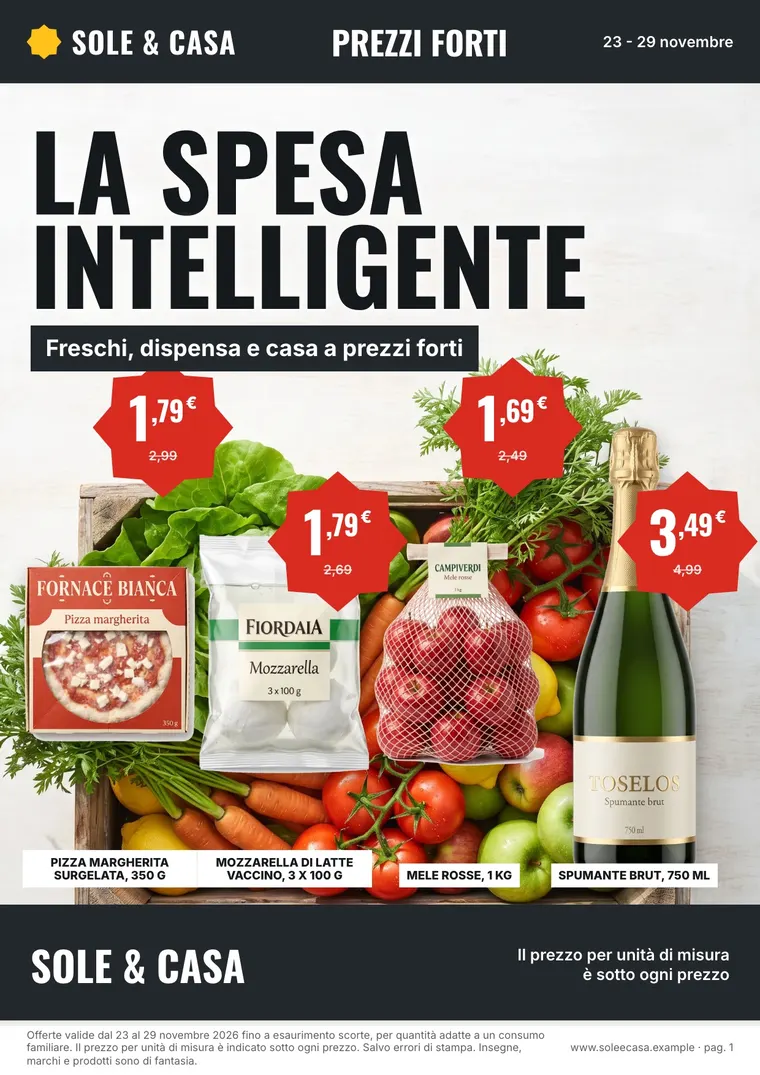 SOLE & CASA
PREZZI FORTI
23 - 29 novembre
LA SPESA
INTELLIGENTE
Freschi, dispensa e casa a prezzi forti
1,79€
2,99
1,69€
2,49
1,79€
2,69
3,49€
4,99
FORNACE BIANCA
Pizza margherita
350 g
FIORDAIA
Mozzarella
3 x 100 g
CAMPIVERDI
Mele rosse
1 kg
TOSELOS
Spumante brut
750 ml
PIZZA MARGHERITA
SURGELATA, 350 G
MOZZARELLA DI LATTE
VACCINO, 3 X 100 G
MELE ROSSE, 1 KG
SPUMANTE BRUT, 750 ML
SOLE & CASA
Il prezzo per unità di misura
è sotto ogni prezzo
Offerte valide dal 23 al 29 novembre 2026 fino a esaurimento scorte, per quantità adatte a un consumo
familiare. Il prezzo per unità di misura è indicato sotto ogni prezzo. Salvo errori di stampa. Insegne,
marchi e prodotti sono di fantasia.
www.soleecasa.example · pag. 1